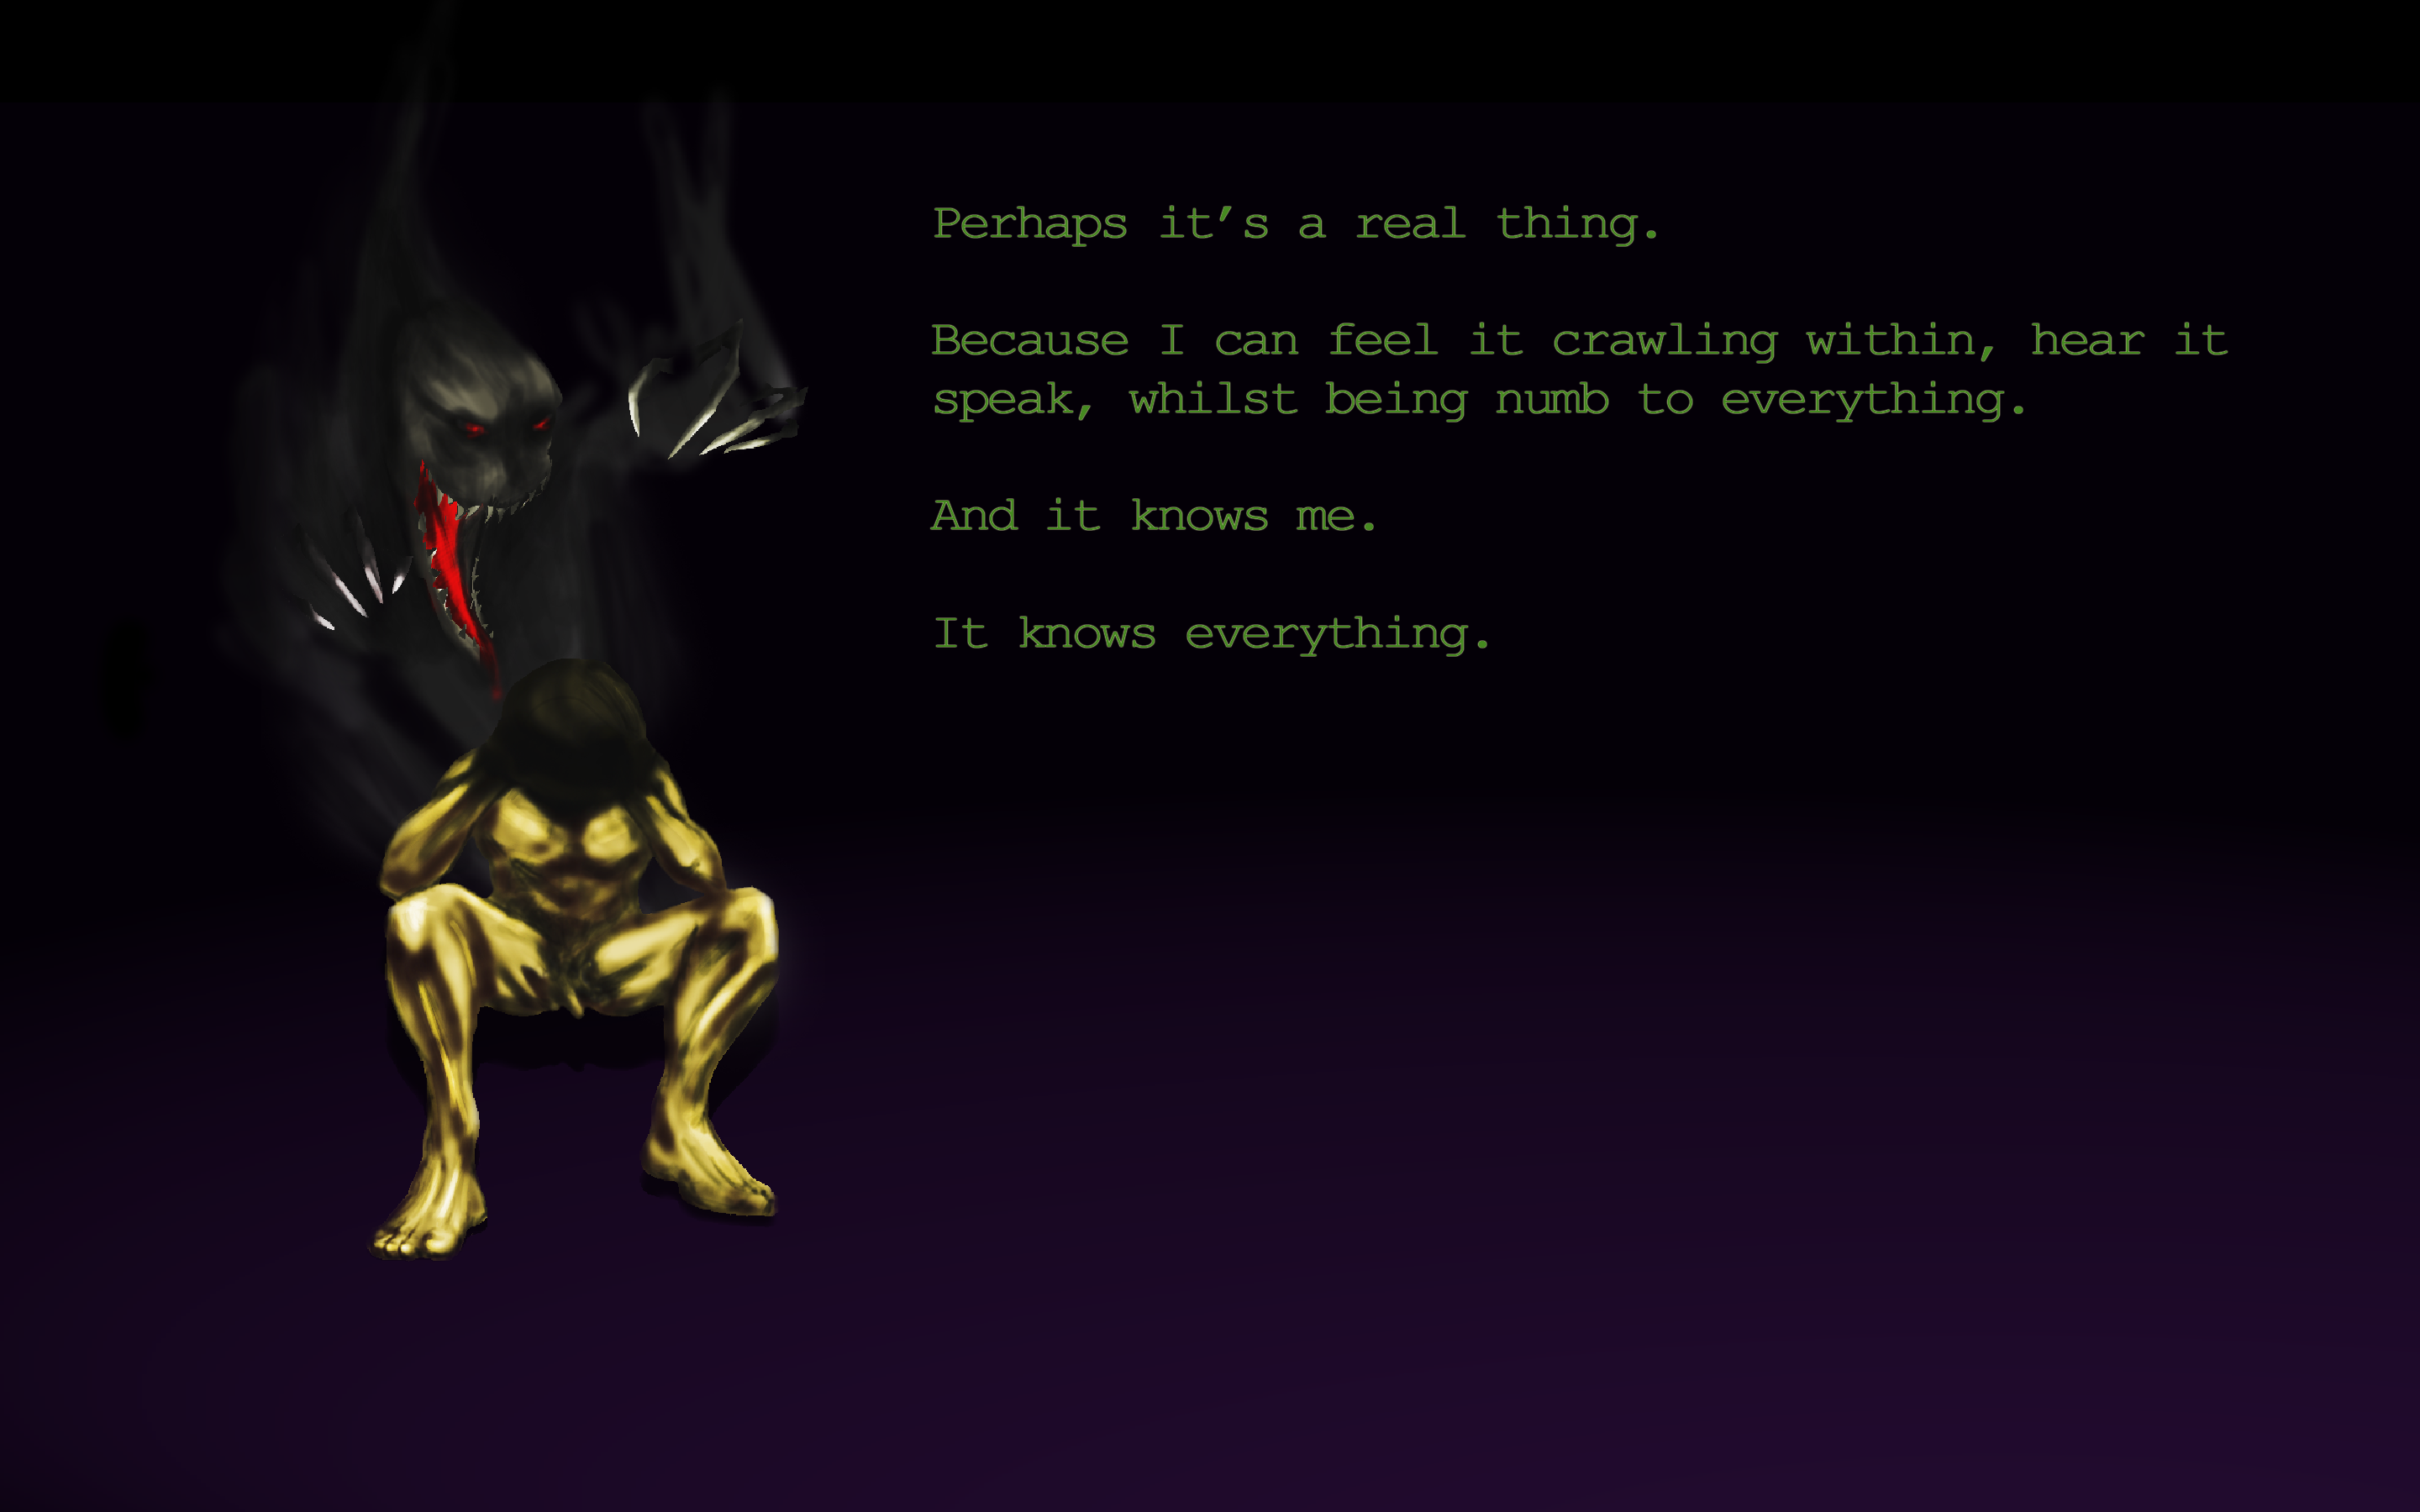 Perhaps it’s a real thing.
Because I can feel it crawling within, hear it
speak, whilst being numb to everything.
And it knows me.
It knows everything.